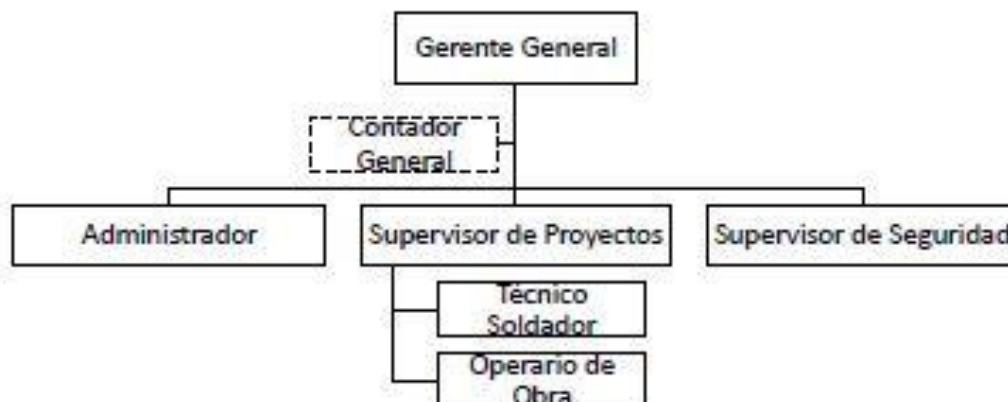 Gerente General
Contador
General
Administrador
Supervisor de Proyectos
Supervisor de Seguridad
Técnico
Soldador
Operario de
Obra